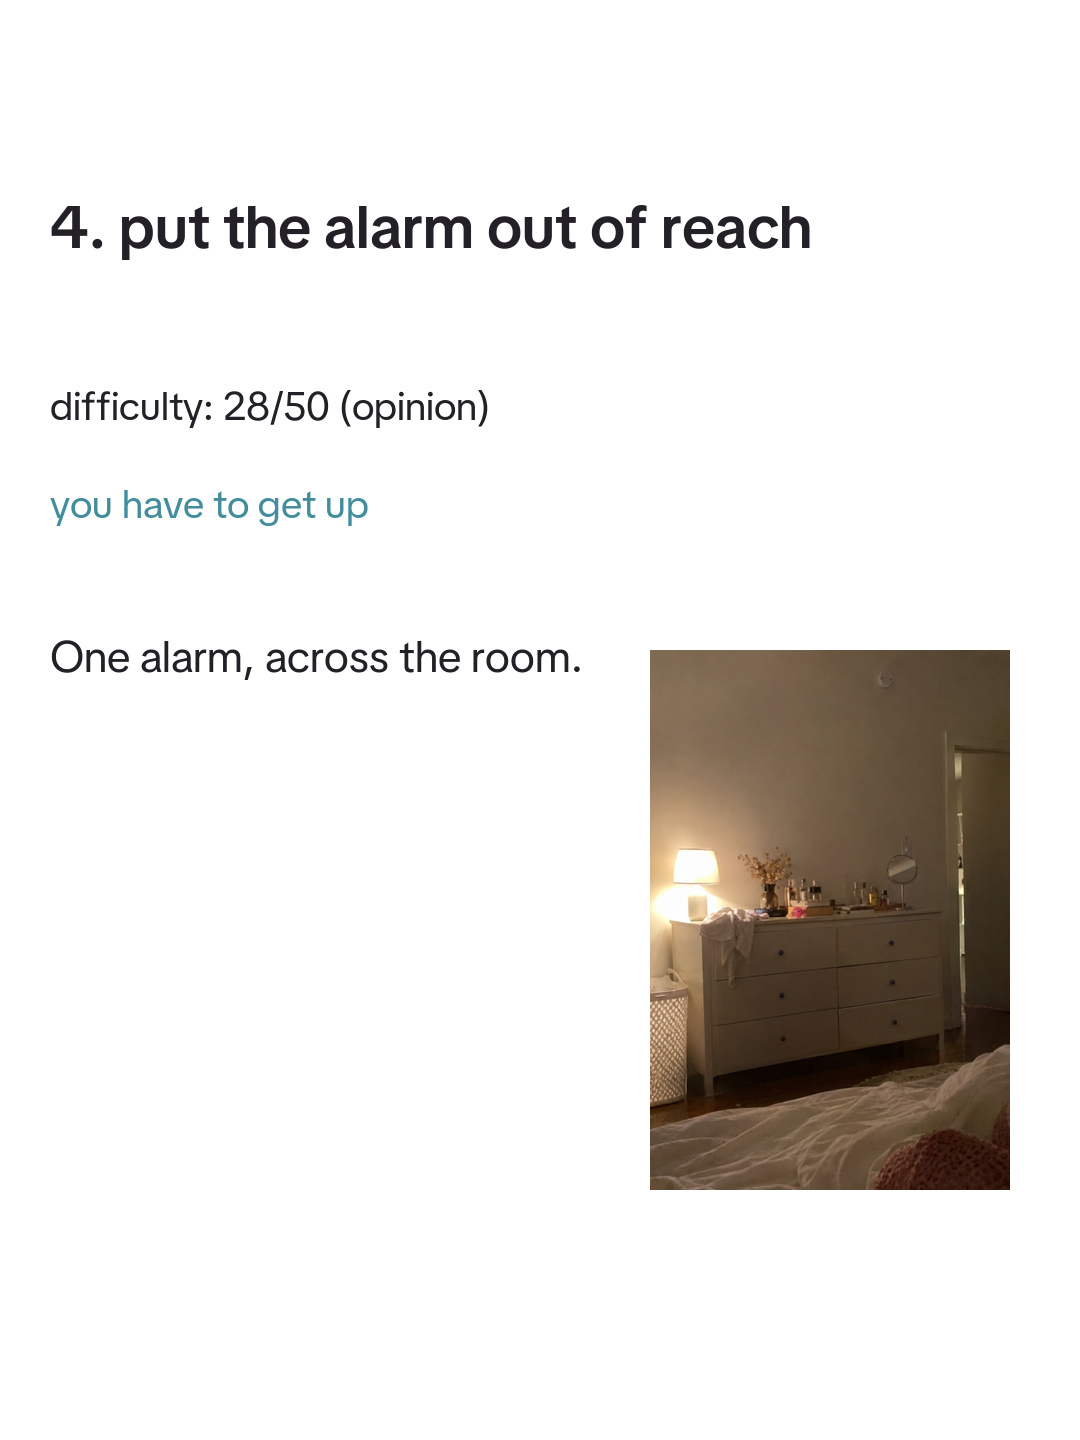 4. put the alarm out of reach
difficulty: 28/50 (opinion)
you have to get up
One alarm, across the room.